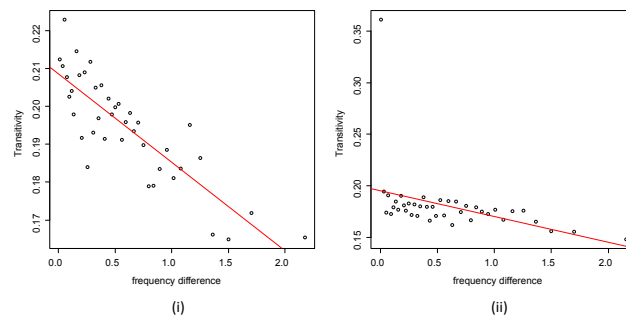 Transitivity
0.22
0.21
0.20
0.19
0.18
0.17
0.0 0.5 1.0 1.5 2.0
frequency difference
(i)
Transitivity
0.35
0.30
0.25
0.20
0.15
0.0 0.5 1.0 1.5 2.0
frequency difference
(ii)